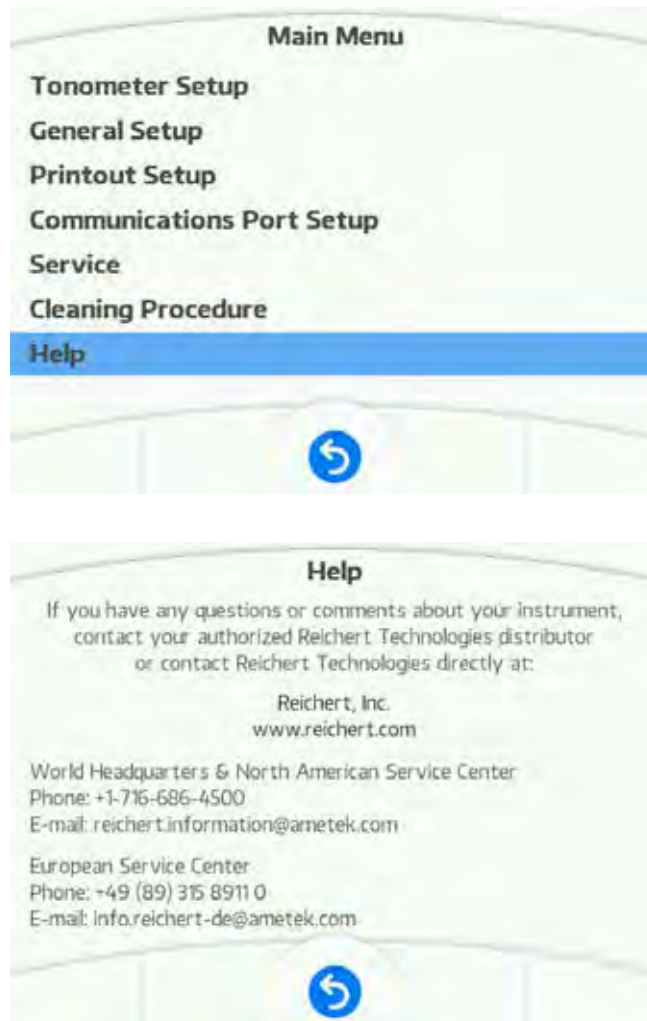 Main Menu
Tonometer Setup
General Setup
Printout Setup
Communications Port Setup
Service
Cleaning Procedure
Help
Help
If you have any questions or comments about your instrument,
contact your authorized Reichert Technologies distributor
or contact Reichert Technologies directly at:
Reichert, Inc.
www.reichert.com
World Headquarters & North American Service Center
Phone: +1-716-686-4500
E-mail: reichert.information@ametek.com
European Service Center
Phone: +49 (89) 315 8911 0
E-mail: info.reichert-de@ametek.com